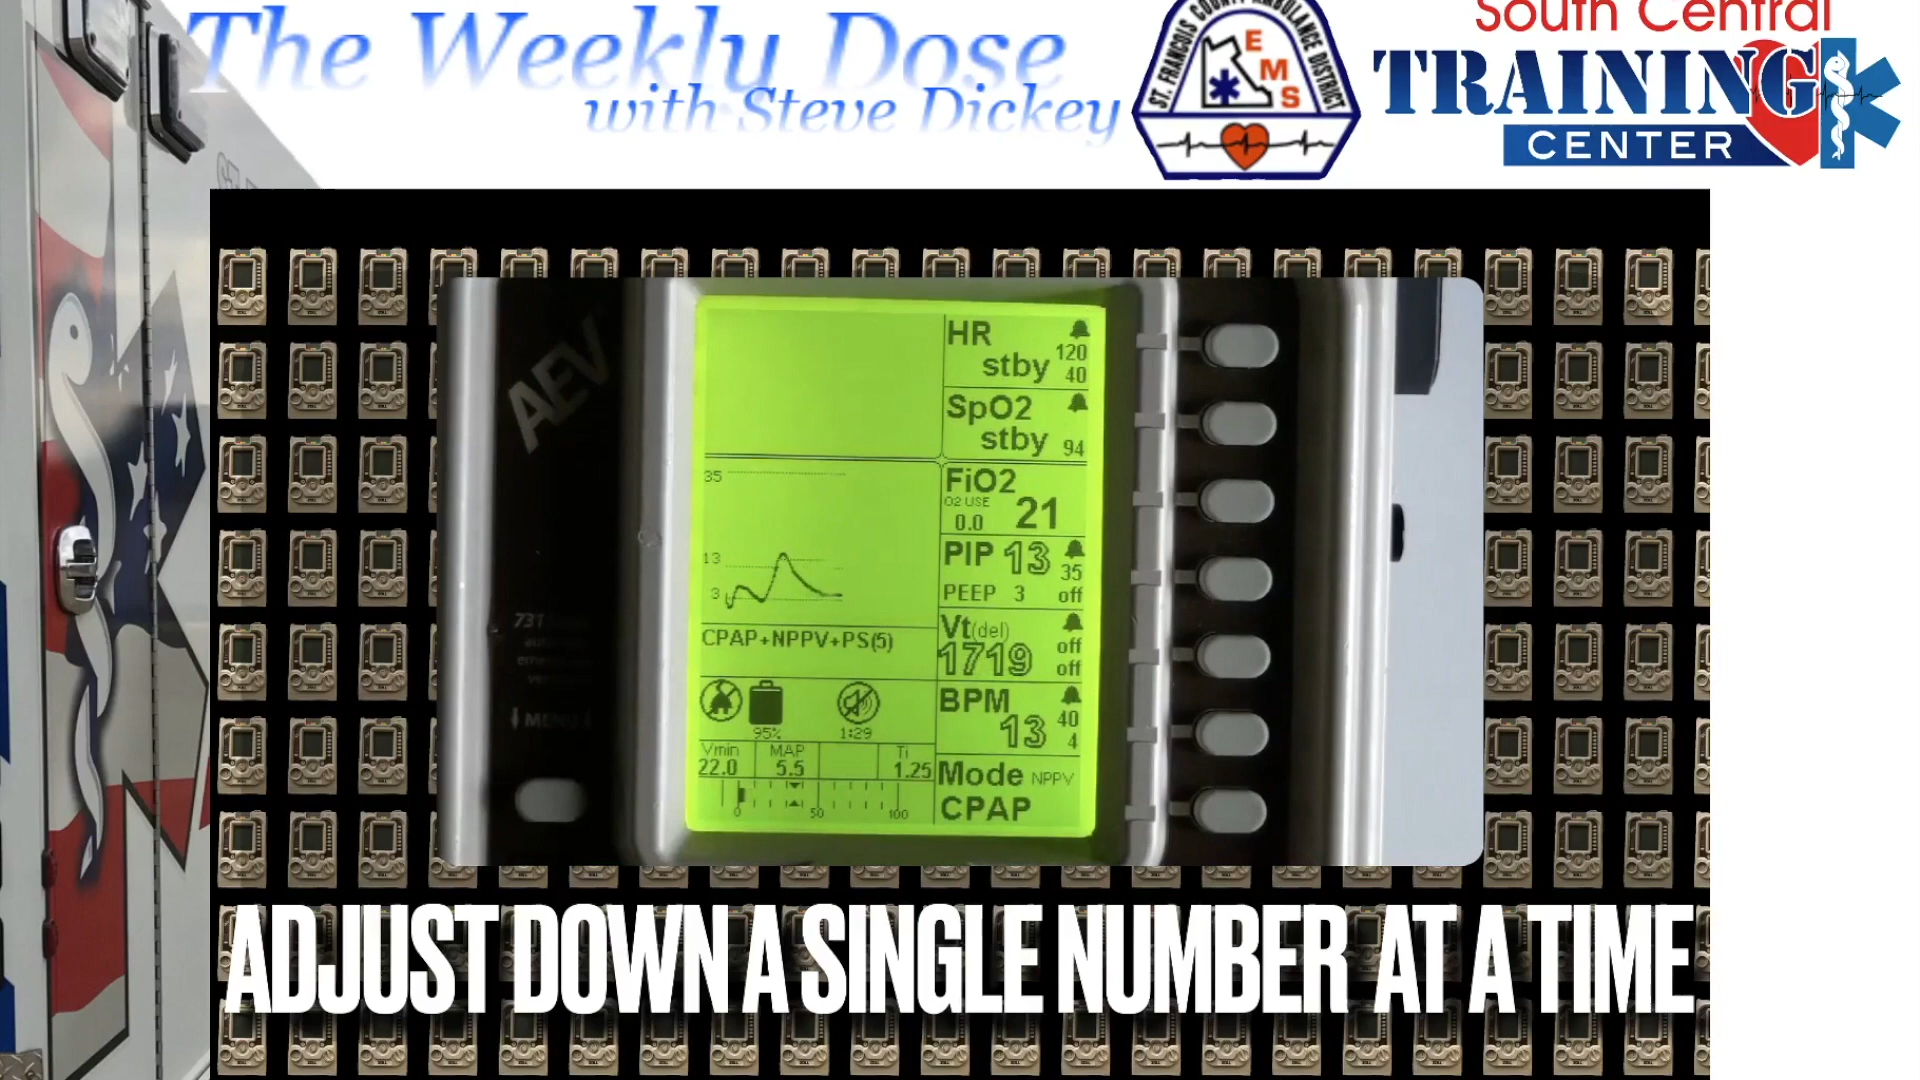 The Weekly Dose
with Steve Dickey
ST. FRANCOIS COUNTY AMBULANCE DISTRICT
E
M
S
South Central
TRAINING
CENTER
AEV
731
MENU
HR
stby
120
40
SpO2
stby
94
FiO2
O2 USE
0.0
21
PIP 13
35
PEEP 3
off
Vt(del)
1719
off
off
BPM
13
40
4
Mode NPPV
CPAP
35
13
3
CPAP+NPPV+PS(5)
95%
1:29
Vmin
22.0
MAP
5.5
Ti
1.25
0 50 100
ADJUST DOWN A SINGLE NUMBER AT A TIME